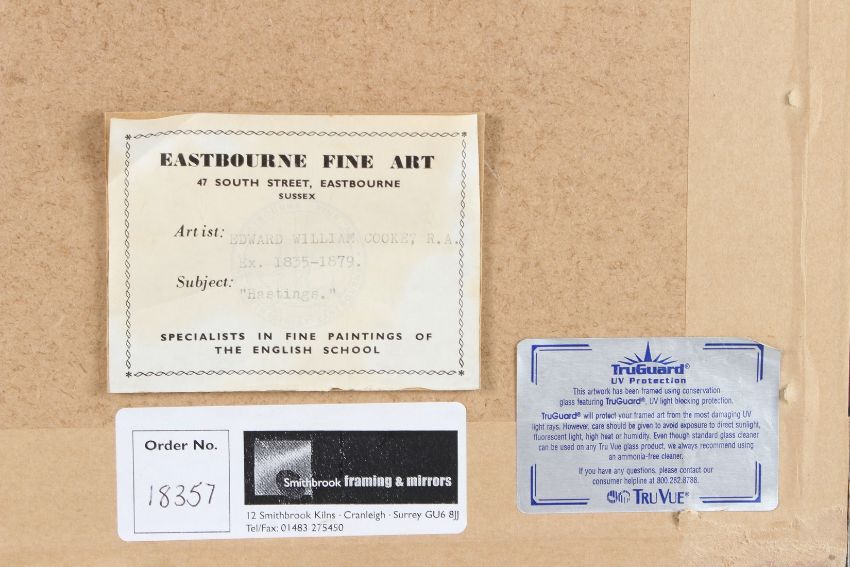 EASTBOURNE FINE ART
47 SOUTH STREET, EASTBOURNE
SUSSEX
Artist: EDWARD WILLIAM COOKE, R.A.
Ex. 1835-1879.
Subject: "Hastings."
SPECIALISTS IN FINE PAINTINGS OF
THE ENGLISH SCHOOL
Order No.
18357
Smithbrook framing & mirrors
12 Smithbrook Kilns · Cranleigh · Surrey GU6 8JJ
Tel/Fax: 01483 275450
TruGuard®
UV Protection
This artwork has been framed using conservation
glass featuring TruGuard®, UV light blocking protection.
TruGuard® will protect your framed art from the most damaging UV
light rays. However, care should be given to avoid exposure to direct sunlight,
fluorescent light, high heat or humidity. Even though standard glass cleaner
can be used on any Tru Vue glass product, we always recommend using
an ammonia-free cleaner.
If you have any questions, please contact our
consumer helpline at 800.282.8788.
TRU VUE®